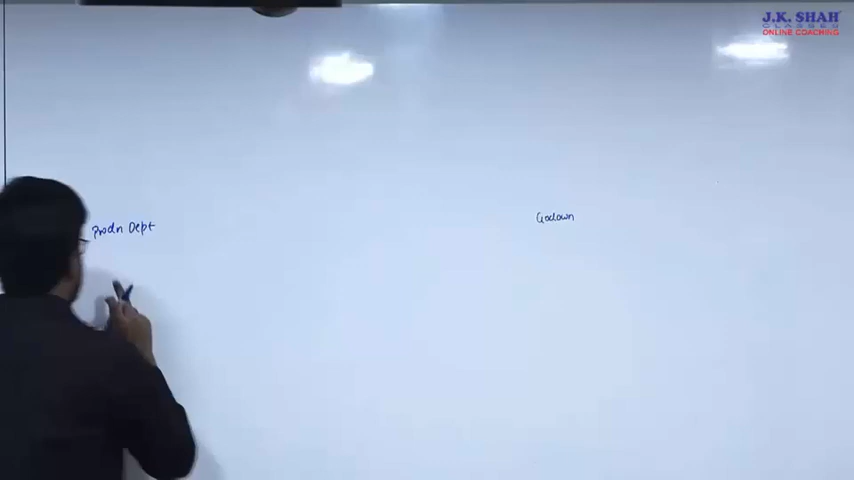 J.K. SHAH
CLASSES
ONLINE COACHING
Prodn Dept
Godown